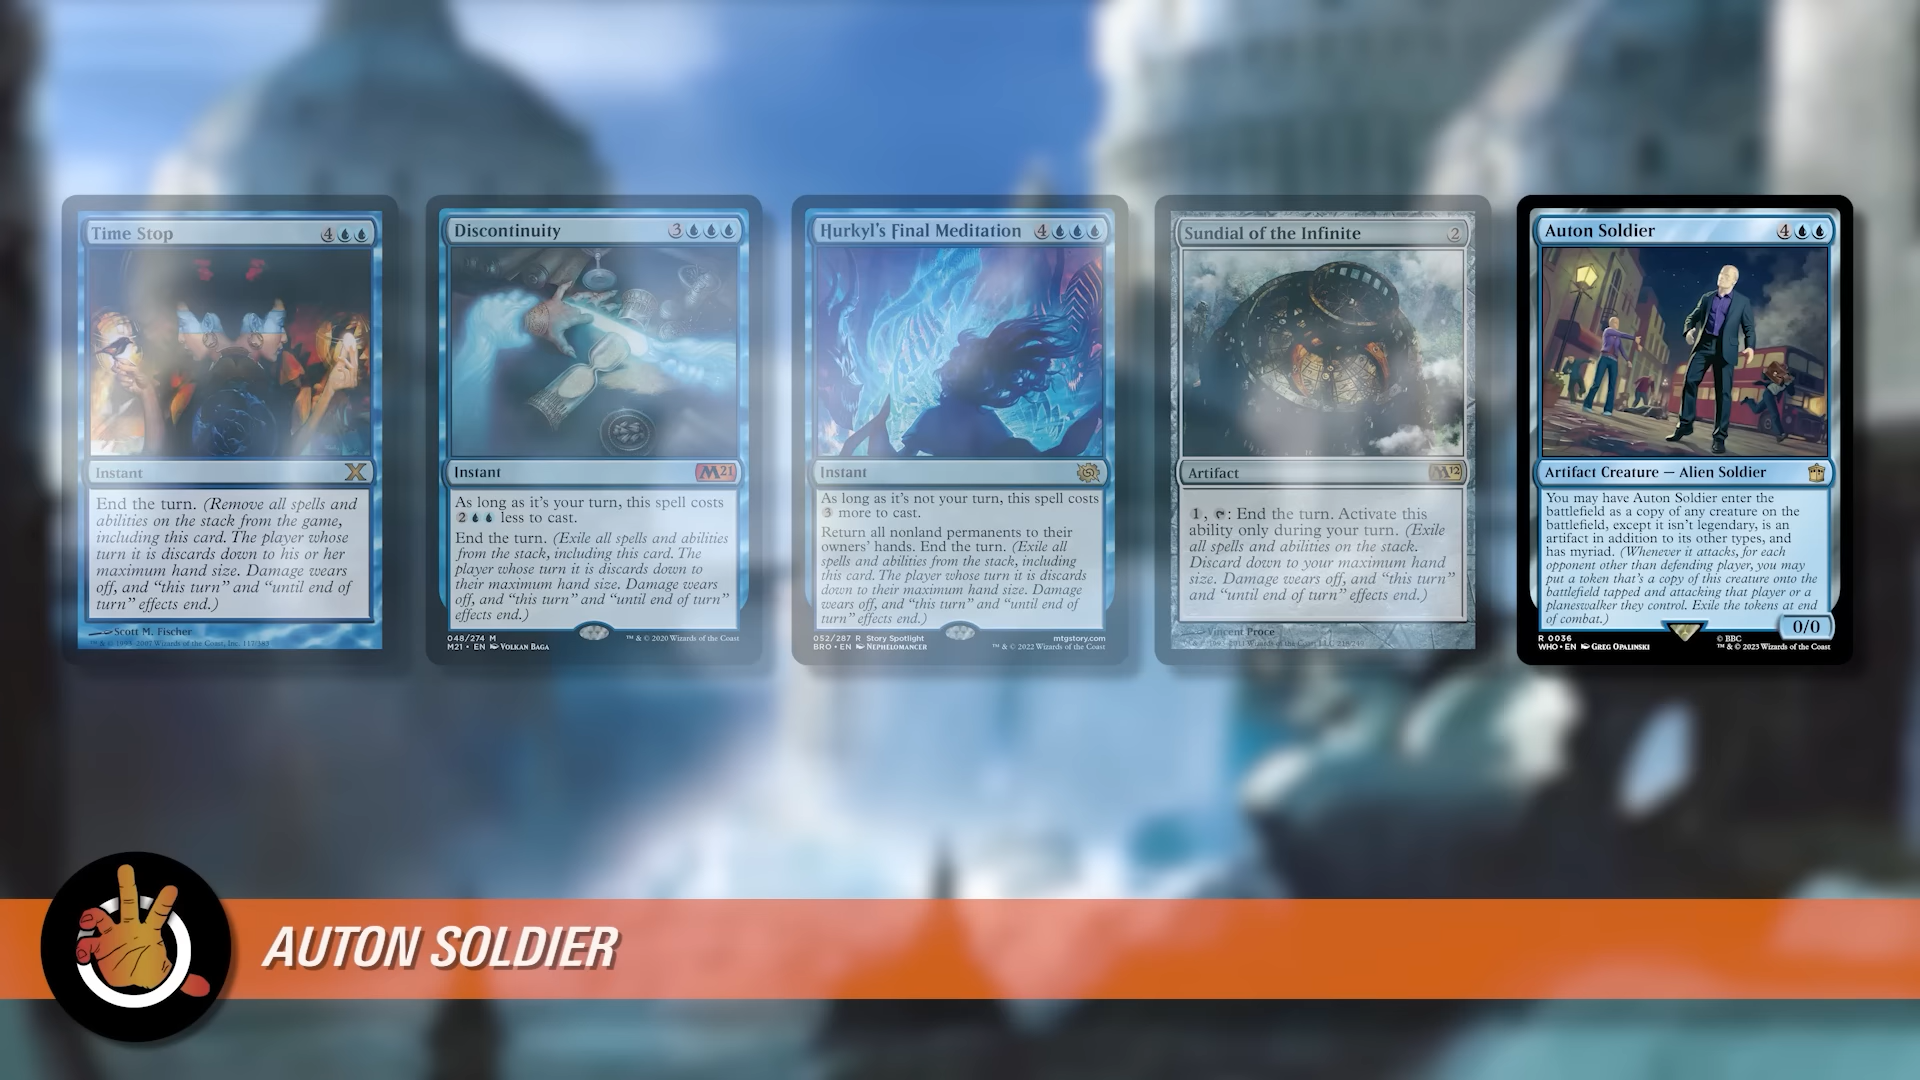 Time Stop 4
Instant
End the turn. (Remove all spells and
abilities on the stack from the game,
including this card. The player whose
turn it is discards down to his or her
maximum hand size. Damage wears
off, and “this turn” and “until end of
turn” effects end.)
Scott M. Fischer
Discontinuity 3
Instant
M21
As long as it’s your turn, this spell costs
2 less to cast.
End the turn. (Exile all spells and abilities
from the stack, including this card. The
player whose turn it is discards down to
their maximum hand size. Damage wears
off, and “this turn” and “until end of turn”
effects end.)
048/274 M
M21 • EN VOLKAN BAGA
™ & © 2020 Wizards of the Coast
Hurkyl’s Final Meditation 4
Instant
As long as it’s not your turn, this spell costs
3 more to cast.
Return all nonland permanents to their
owners’ hands. End the turn. (Exile all
spells and abilities from the stack, including
this card. The player whose turn it is discards
down to their maximum hand size. Damage
wears off, and “this turn” and “until end of
turn” effects end.)
052/287 R Story Spotlight
BRO • EN NEPHELOMANCER
mtgstory.com
™ & © 2022 Wizards of the Coast
Sundial of the Infinite 2
Artifact
M12
1, : End the turn. Activate this
ability only during your turn. (Exile
all spells and abilities on the stack.
Discard down to your maximum hand
size. Damage wears off, and “this turn”
and “until end of turn” effects end.)
Vincent Proce
Auton Soldier 4
Artifact Creature — Alien Soldier
You may have Auton Soldier enter the
battlefield as a copy of any creature on the
battlefield, except it isn’t legendary, is an
artifact in addition to its other types, and
has myriad. (Whenever it attacks, for each
opponent other than defending player, you may
put a token that’s a copy of this creature onto the
battlefield tapped and attacking that player or a
planeswalker they control. Exile the tokens at end
of combat.)
0/0
R 0036
WHO • EN GREG OPALINSKI
© BBC
™ & © 2023 Wizards of the Coast
AUTON SOLDIER